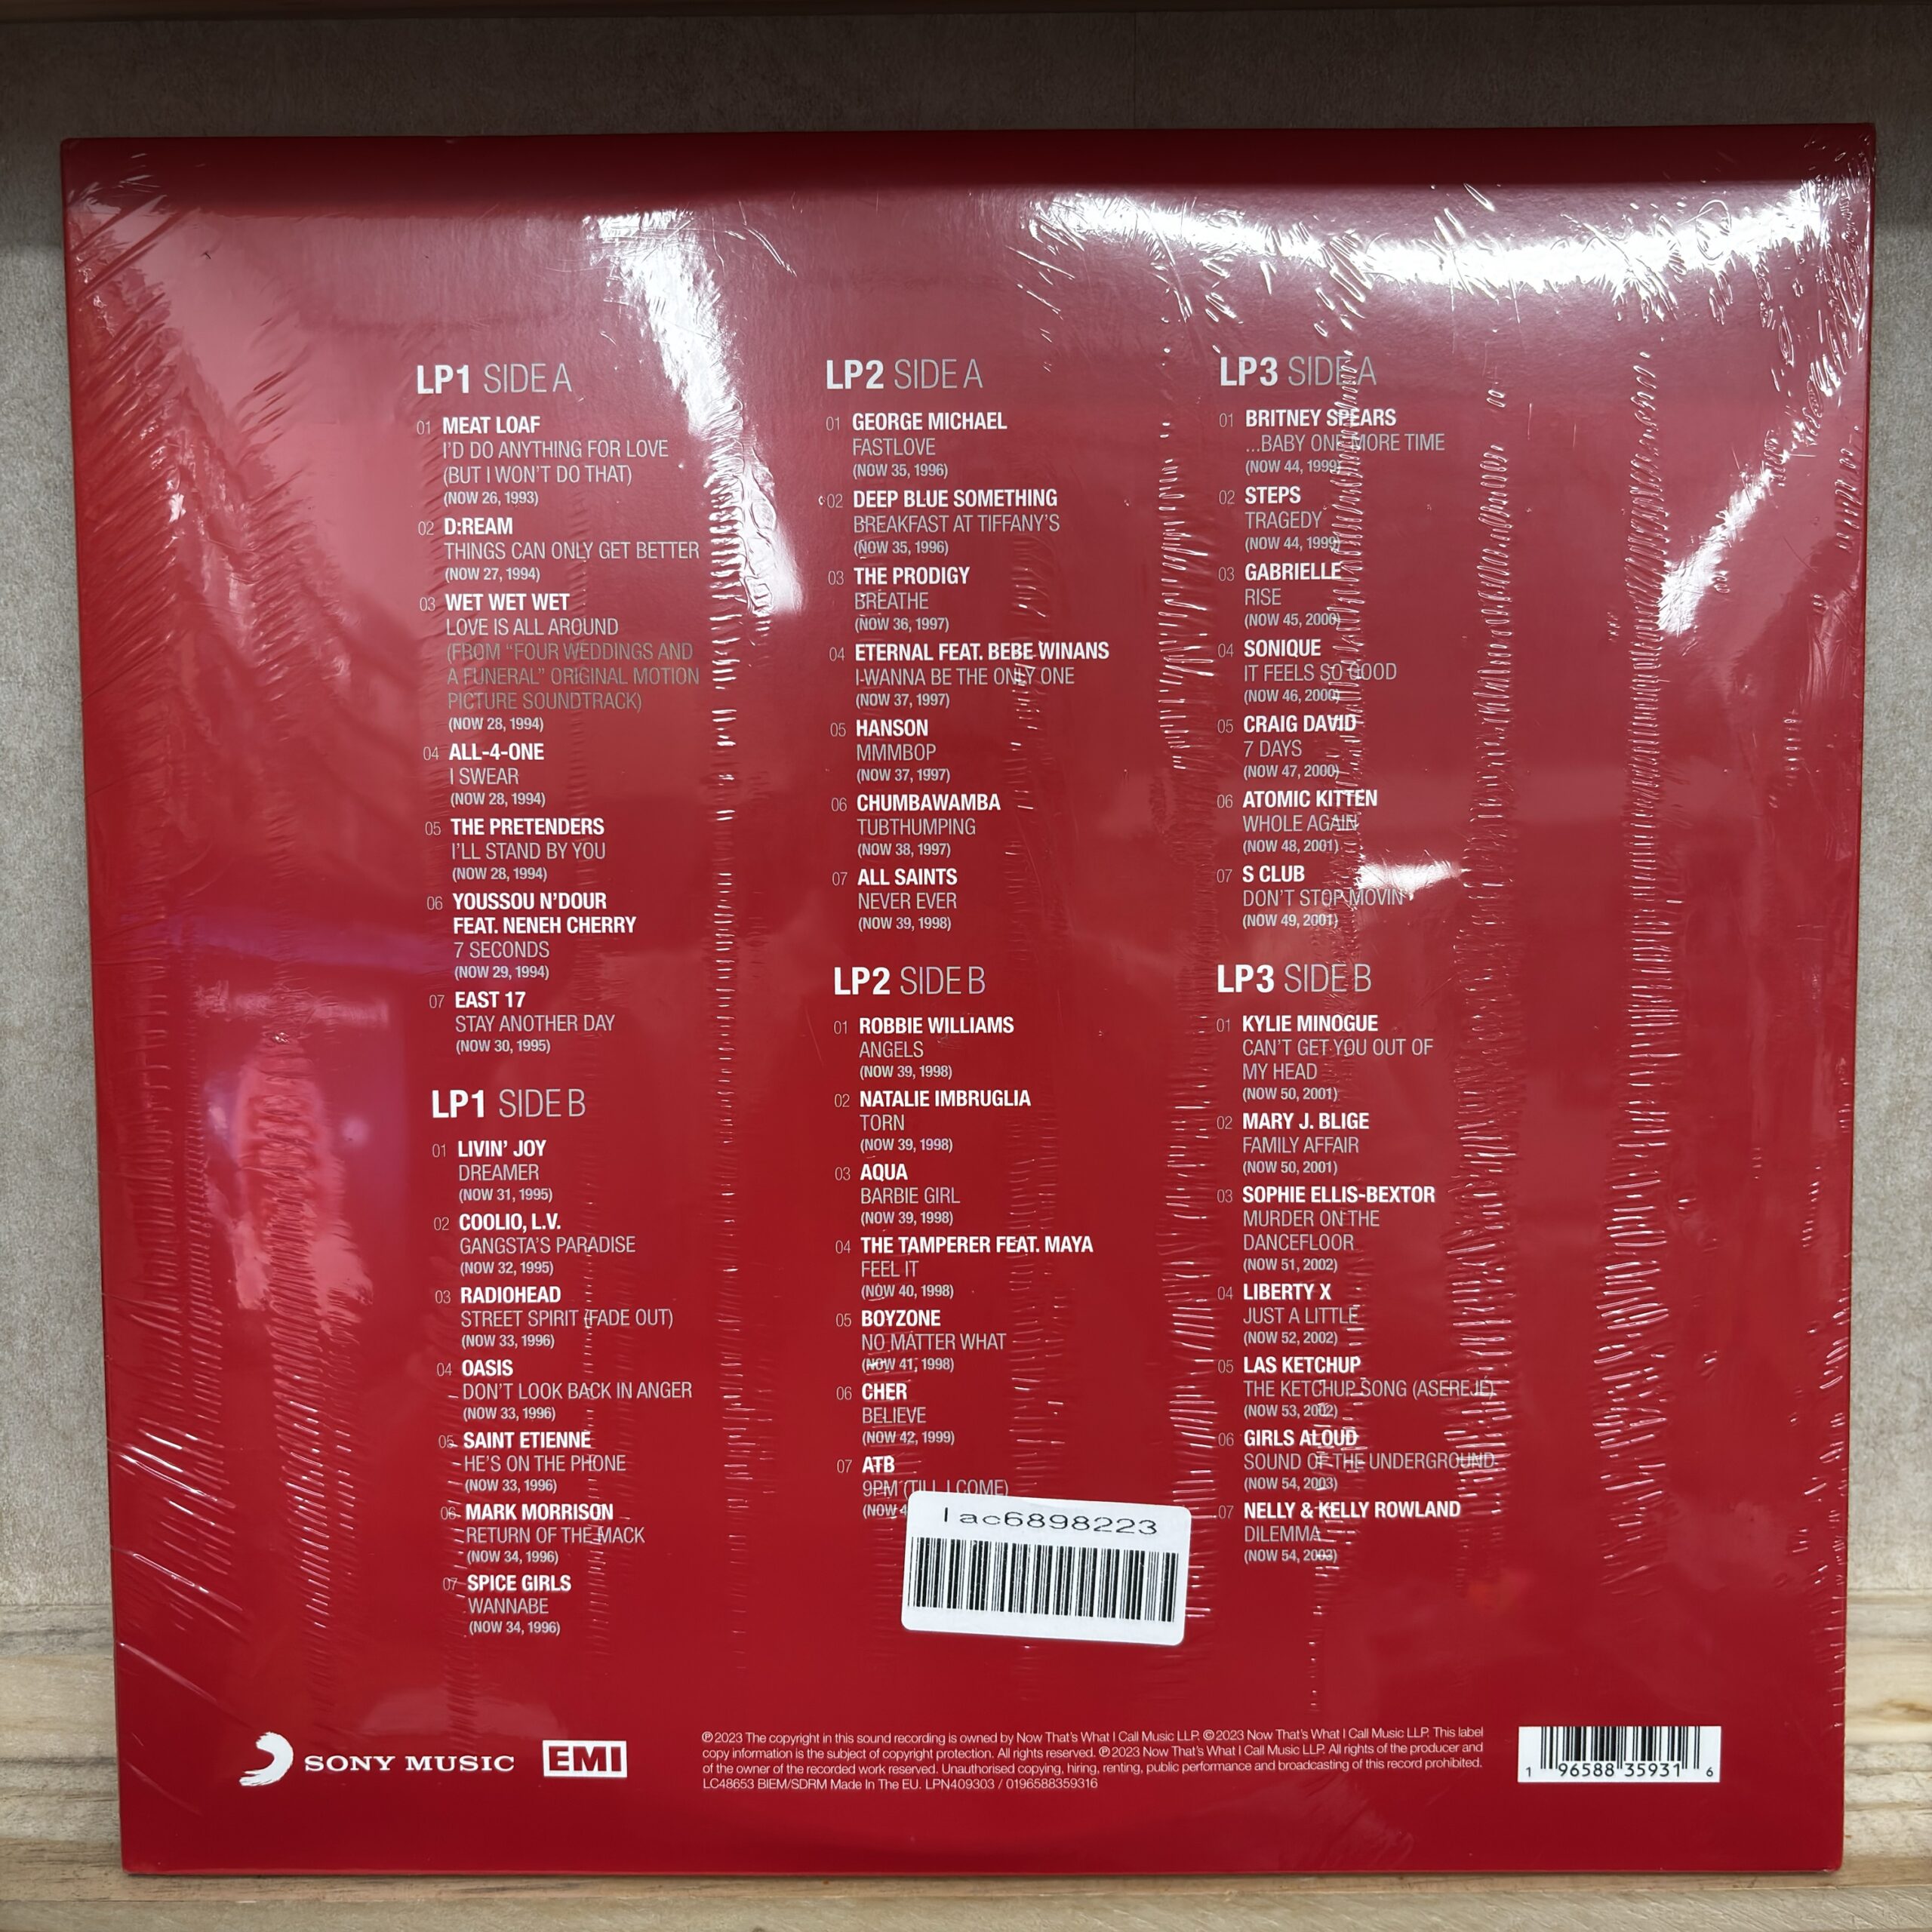 LP1 SIDE A
01 MEAT LOAF
I'D DO ANYTHING FOR LOVE
(BUT I WON'T DO THAT)
(NOW 26, 1993)
02 D:REAM
THINGS CAN ONLY GET BETTER
(NOW 27, 1994)
03 WET WET WET
LOVE IS ALL AROUND
(FROM "FOUR WEDDINGS AND
A FUNERAL" ORIGINAL MOTION
PICTURE SOUNDTRACK)
(NOW 28, 1994)
04 ALL-4-ONE
I SWEAR
(NOW 28, 1994)
05 THE PRETENDERS
I'LL STAND BY YOU
(NOW 28, 1994)
06 YOUSSOU N'DOUR
FEAT. NENEH CHERRY
7 SECONDS
(NOW 29, 1994)
07 EAST 17
STAY ANOTHER DAY
(NOW 30, 1995)
LP1 SIDE B
01 LIVIN' JOY
DREAMER
(NOW 31, 1995)
02 COOLIO, L.V.
GANGSTA'S PARADISE
(NOW 32, 1995)
03 RADIOHEAD
STREET SPIRIT (FADE OUT)
(NOW 33, 1996)
04 OASIS
DON'T LOOK BACK IN ANGER
(NOW 33, 1996)
05 SAINT ETIENNE
HE'S ON THE PHONE
(NOW 33, 1996)
06 MARK MORRISON
RETURN OF THE MACK
(NOW 34, 1996)
07 SPICE GIRLS
WANNABE
(NOW 34, 1996)
LP2 SIDE A
01 GEORGE MICHAEL
FASTLOVE
(NOW 35, 1996)
02 DEEP BLUE SOMETHING
BREAKFAST AT TIFFANY'S
(NOW 35, 1996)
03 THE PRODIGY
BREATHE
(NOW 36, 1997)
04 ETERNAL FEAT. BEBE WINANS
I WANNA BE THE ONLY ONE
(NOW 37, 1997)
05 HANSON
MMMBOP
(NOW 37, 1997)
06 CHUMBAWAMBA
TUBTHUMPING
(NOW 38, 1997)
07 ALL SAINTS
NEVER EVER
(NOW 39, 1998)
LP2 SIDE B
01 ROBBIE WILLIAMS
ANGELS
(NOW 39, 1998)
02 NATALIE IMBRUGLIA
TORN
(NOW 39, 1998)
03 AQUA
BARBIE GIRL
(NOW 39, 1998)
04 THE TAMPERER FEAT. MAYA
FEEL IT
(NOW 40, 1998)
05 BOYZONE
NO MATTER WHAT
(NOW 41, 1998)
06 CHER
BELIEVE
(NOW 42, 1999)
07 ATB
9PM (TILL I COME)
(NOW 4
LP3 SIDE A
01 BRITNEY SPEARS
...BABY ONE MORE TIME
(NOW 44, 1999)
02 STEPS
TRAGEDY
(NOW 44, 1999)
03 GABRIELLE
RISE
(NOW 45, 2000)
04 SONIQUE
IT FEELS SO GOOD
(NOW 46, 2000)
05 CRAIG DAVID
7 DAYS
(NOW 47, 2000)
06 ATOMIC KITTEN
WHOLE AGAIN
(NOW 48, 2001)
07 S CLUB
DON'T STOP MOVIN'
(NOW 49, 2001)
LP3 SIDE B
01 KYLIE MINOGUE
CAN'T GET YOU OUT OF
MY HEAD
(NOW 50, 2001)
02 MARY J. BLIGE
FAMILY AFFAIR
(NOW 50, 2001)
03 SOPHIE ELLIS-BEXTOR
MURDER ON THE
DANCEFLOOR
(NOW 51, 2002)
04 LIBERTY X
JUST A LITTLE
(NOW 52, 2002)
05 LAS KETCHUP
THE KETCHUP SONG (ASEREJÉ)
(NOW 53, 2002)
06 GIRLS ALOUD
SOUND OF THE UNDERGROUND
(NOW 54, 2003)
07 NELLY & KELLY ROWLAND
DILEMMA
(NOW 54, 2003)
lac6898223
SONY MUSIC
EMI
℗ 2023 The copyright in this sound recording is owned by Now That's What I Call Music LLP. © 2023 Now That's What I Call Music LLP. This label
copy information is the subject of copyright protection. All rights reserved. ℗ 2023 Now That's What I Call Music LLP. All rights of the producer and
of the owner of the recorded work reserved. Unauthorised copying, hiring, renting, public performance and broadcasting of this record prohibited.
LC48653 BIEM/SDRM Made In The EU. LPN409303 / 0196588359316
1 96588 35931 6